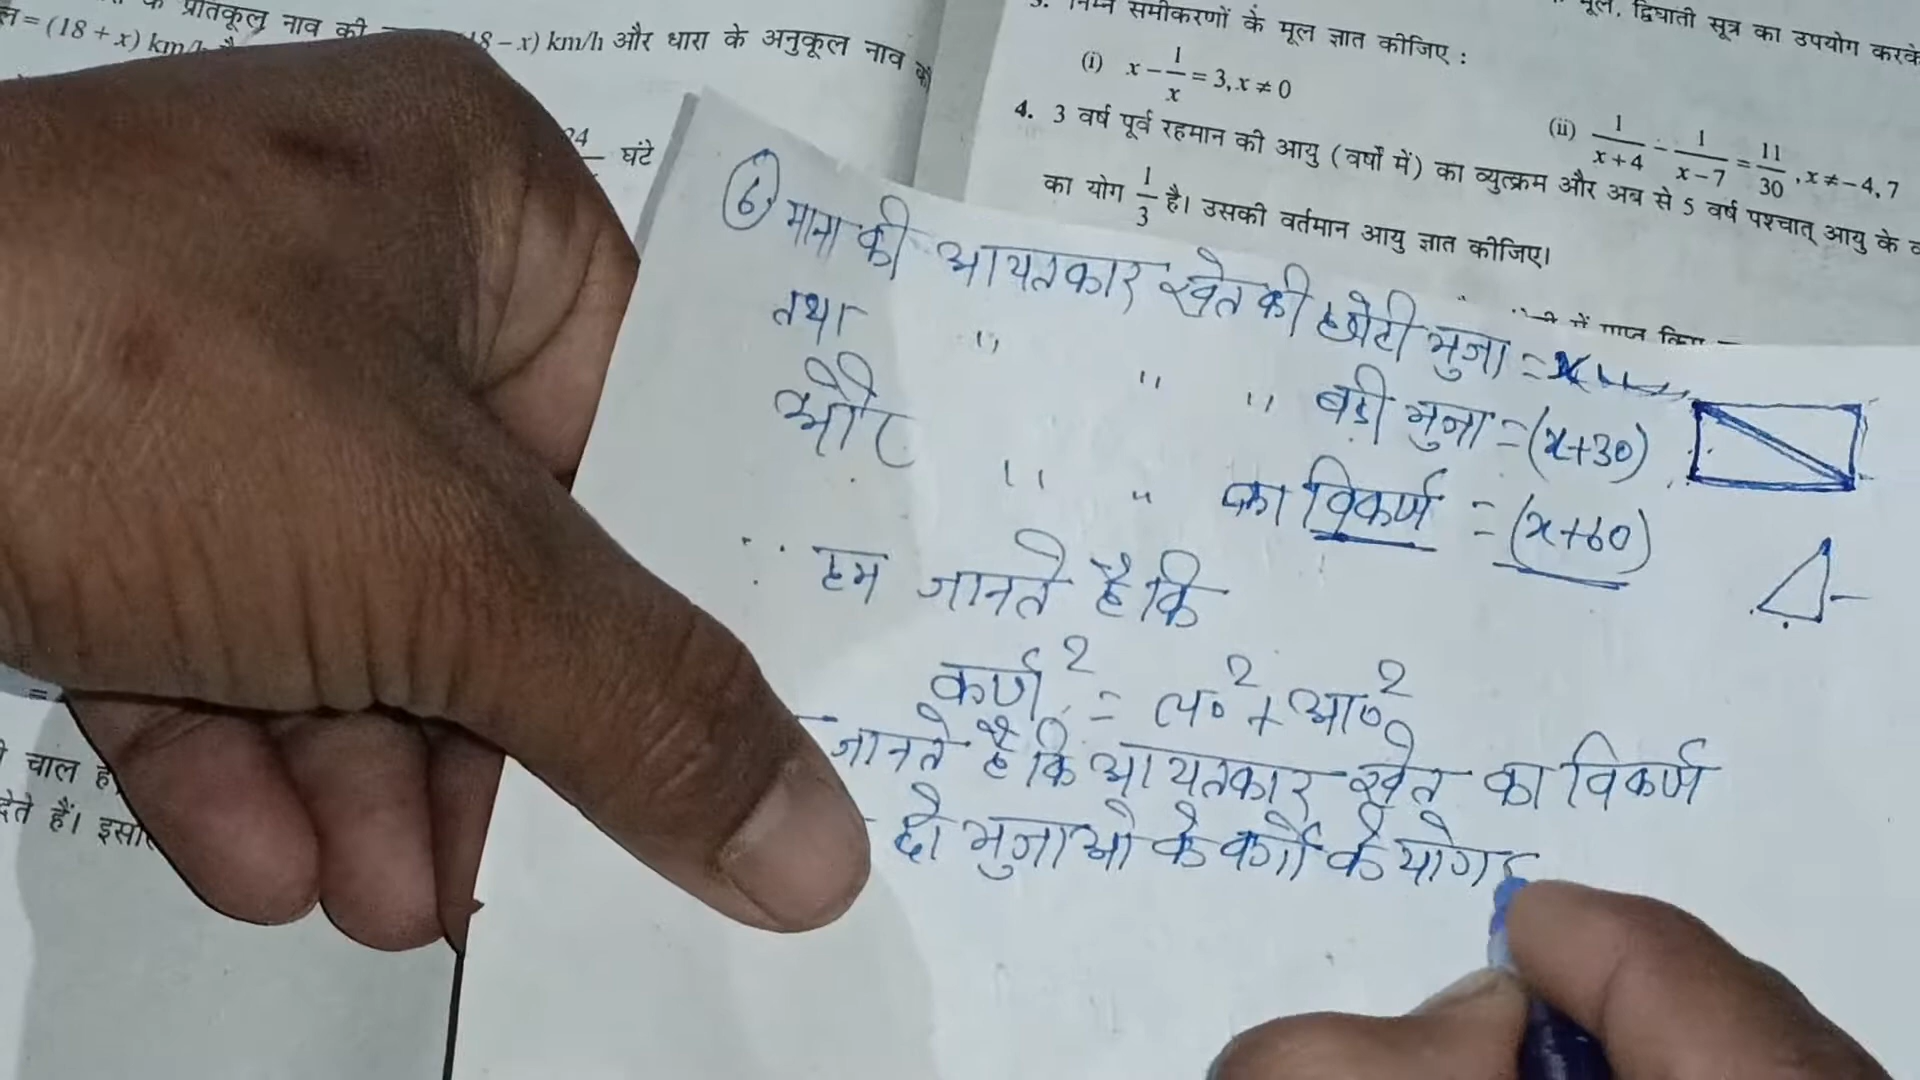 प्रतिकूल नाव की
= (18 + x) km/h
8 – x) km/h और धारा के अनुकूल नाव
24
घंटे
चाल
देते हैं।
मूल, द्विघाती सूत्र का उपयोग करके
समीकरणों के मूल ज्ञात कीजिए :
(i) x – 1/x = 3, x ≠ 0
(ii) 1/x + 4 – 1/x – 7 = 11/30, x ≠ – 4, 7
4. 3 वर्ष पूर्व रहमान की आयु (वर्षों में) का व्युत्क्रम और अब से 5 वर्ष पश्चात् आयु के
का योग 1/3 है। उसकी वर्तमान आयु ज्ञात कीजिए।
6. माना की आयतकार खेत की छोटी भुजा = x
तथा " " " बड़ी भुजा = (x+30)
और " " का विकर्ण = (x+60)
∵ हम जानते है कि
कर्ण² = ल०² + आ०²
जानते है कि आयतकार खेत का विकर्ण
दो भुजाओ के वर्गो के योग